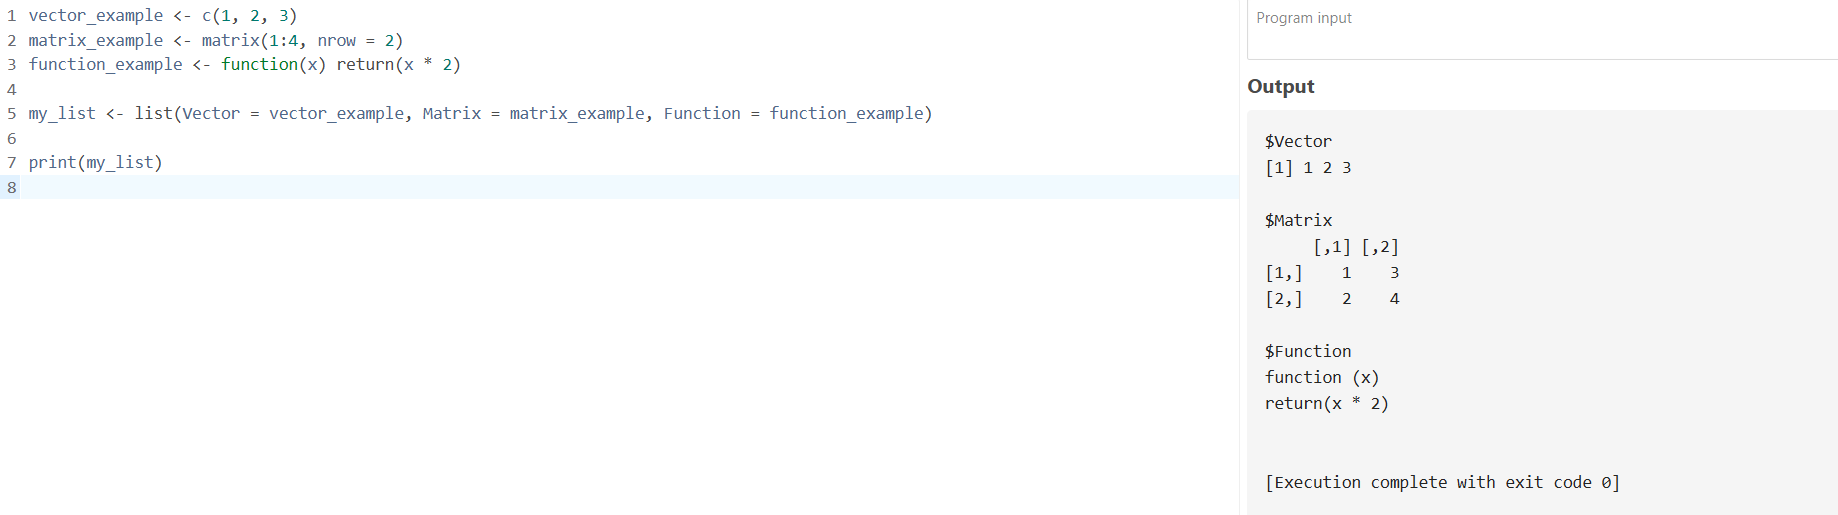 1 vector_example <- c(1, 2, 3)
2 matrix_example <- matrix(1:4, nrow = 2)
3 function_example <- function(x) return(x * 2)
4
5 my_list <- list(Vector = vector_example, Matrix = matrix_example, Function = function_example)
6
7 print(my_list)
8
Program input
Output
$Vector
[1] 1 2 3
$Matrix
     [,1] [,2]
[1,]    1    3
[2,]    2    4
$Function
function (x)
return(x * 2)
[Execution complete with exit code 0]